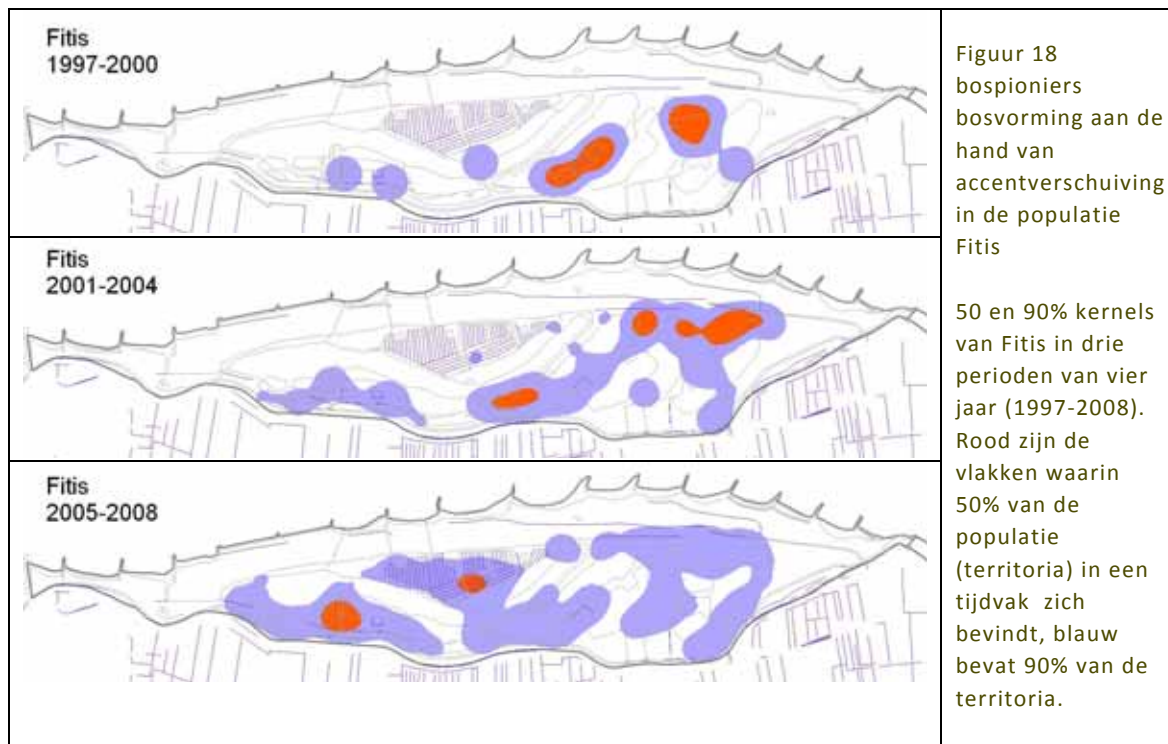 Fitis
1997-2000
Fitis
2001-2004
Fitis
2005-2008
Figuur 18
bospioniers
bosvorming aan de
hand van
accentverschuiving
in de populatie
Fitis
50 en 90% kernels
van Fitis in drie
perioden van vier
jaar (1997-2008).
Rood zijn de
vlakken waarin
50% van de
populatie
(territoria) in een
tijdvak zich
bevindt, blauw
bevat 90% van de
territoria.